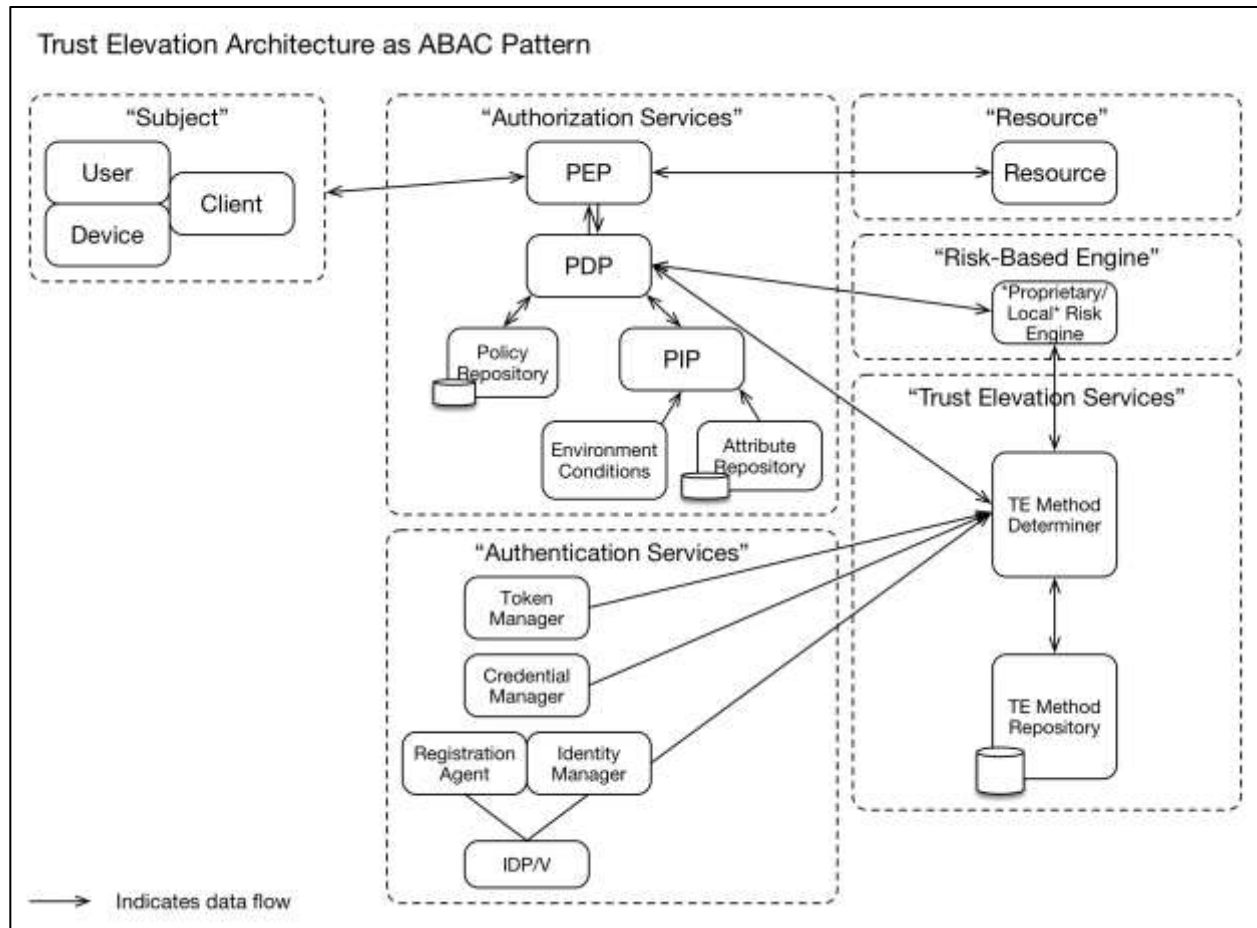 Trust Elevation Architecture as ABAC Pattern
“Subject”
User
Client
Device
“Authorization Services”
PEP
PDP
Policy
Repository
PIP
Environment
Conditions
Attribute
Repository
“Resource”
Resource
“Risk-Based Engine”
*Proprietary/
Local* Risk
Engine
“Trust Elevation Services”
TE Method
Determiner
TE Method
Repository
“Authentication Services”
Token
Manager
Credential
Manager
Registration
Agent
Identity
Manager
IDP/V
Indicates data flow